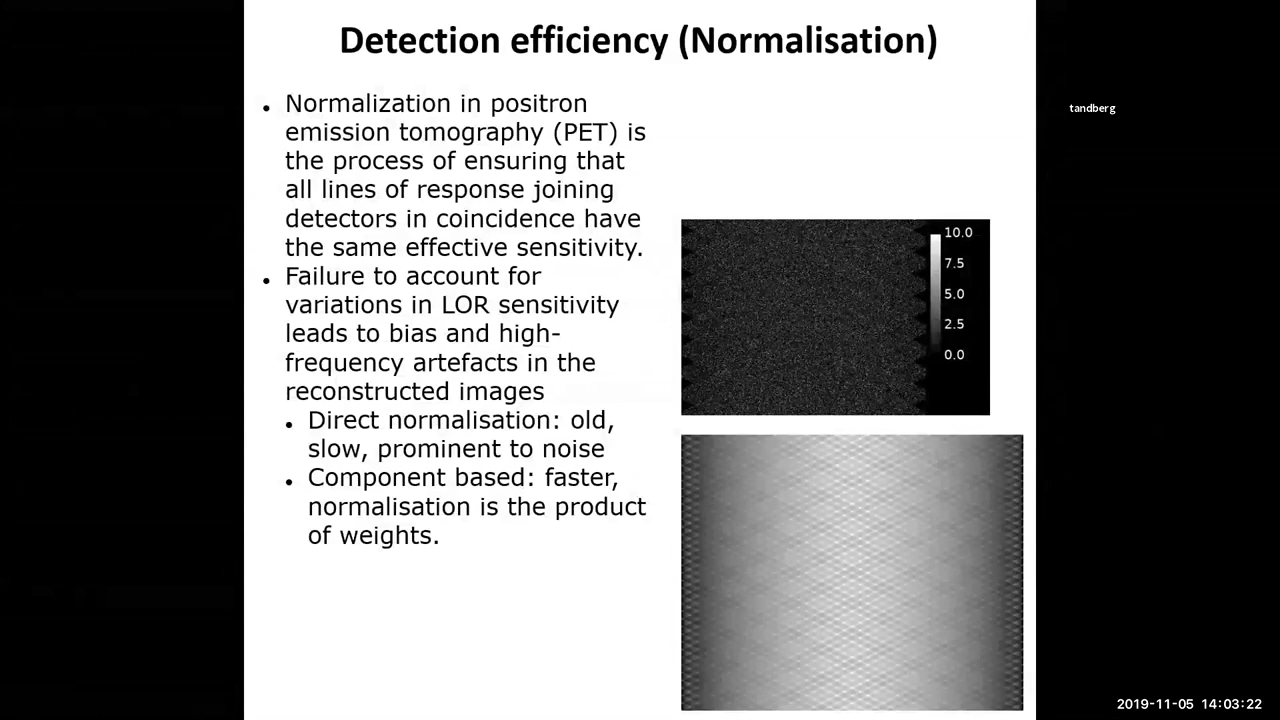 Detection efficiency (Normalisation)
• Normalization in positron
emission tomography (PET) is
the process of ensuring that
all lines of response joining
detectors in coincidence have
the same effective sensitivity.
• Failure to account for
variations in LOR sensitivity
leads to bias and high-
frequency artefacts in the
reconstructed images
• Direct normalisation: old,
slow, prominent to noise
• Component based: faster,
normalisation is the product
of weights.
10.0
7.5
5.0
2.5
0.0
tandberg
2019-11-05 14:03:22